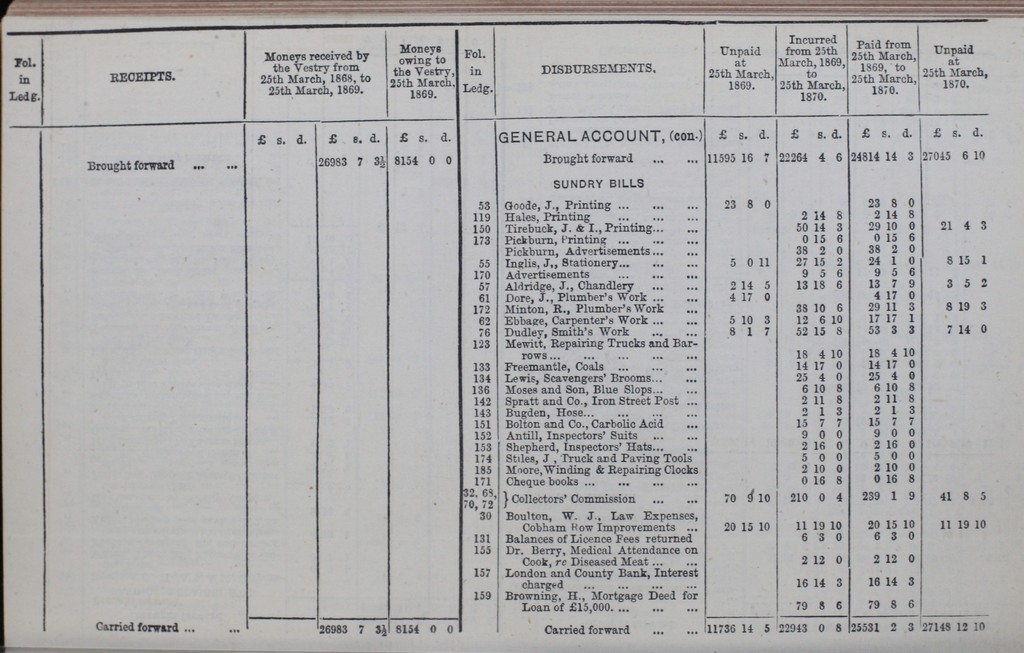 Fol. in Ledg. | RECEIPTS. | Moneys received by the Vestry from 25th March, 1868, to 25th March, 1869. | Moneys owing to the Vestry, 25th March, 1869. | Fol. in Ledg. | DISBURSEMENTS. | Unpaid at 25th March, 1869. | Incurred from 25th March, 1869, to 25th March, 1870. | Paid from 25th March, 1869, to 25th March, 1870. | Unpaid at 25th March, 1870.
£ s. d. | £ s. d. | £ s. d. | GENERAL ACCOUNT, (con.) | £ s. d. | £ s. d. | £ s. d. | £ s. d.
Brought forward ... ... | 26983 7 3½ | 8154 0 0 | Brought forward ... ... | 11595 16 7 | 22264 4 6 | 24814 14 3 | 27045 6 10
SUNDRY BILLS
53 Goode, J., Printing ... ... ... 23 8 0 | 23 8 0
119 Hales, Printing ... ... ... 2 14 8 | 2 14 8
150 Tirebuck, J. & I., Printing... ... 50 14 3 | 29 10 0 | 21 4 3
173 Pickburn, Printing ... ... ... 0 15 6 | 0 15 6
Pickburn, Advertisements... ... 38 2 0 | 38 2 0
55 Inglis, J,, Stationery... ... ... 5 0 11 | 27 15 2 | 24 1 0 | 8 15 1
170 Advertisements ... ... ... 9 5 6 | 9 5 6
57 Aldridge, J., Chandlery ... ... 2 14 5 | 13 18 6 | 13 7 9 | 3 5 2
61 Dore, J., Plumber's Work ... ... 4 17 0 | 4 17 0
172 Minton, R., Plumber's Work ... 38 10 6 | 29 11 3 | 8 19 3
62 Ebbage, Carpenter's Work ... ... 5 10 3 | 12 6 10 | 17 17 1
76 Dudley, Smith's Work ... ... 8 1 7 | 52 15 8 | 53 3 3 | 7 14 0
123 Mewitt, Repairing Trucks and Bar-
rows ... ... ... ... ... 18 4 10 | 18 4 10
133 Freemantle, Coals ... ... ... 14 17 0 | 14 17 0
134 Lewis, Scavengers' Brooms... ... 25 4 0 | 25 4 0
136 Moses and Son, Blue Slops... ... 6 10 8 | 6 10 8
142 Spratt and Co., Iron Street Post ... 2 11 8 | 2 11 8
143 Bugden, Hose... ... ... ... 2 1 3 | 2 1 3
151 Bolton and Co., Carbolic Acid ... 15 7 7 | 15 7 7
152 Antill, Inspectors' Suits ... ... 9 0 0 | 9 0 0
153 Shepherd, Inspectors' Hats... ... 2 16 0 | 2 16 0
174 Stiles, J , Truck and Paving Tools 5 0 0 | 5 0 0
185 Moore, Winding & Repairing Clocks 2 10 0 | 2 10 0
171 Cheque books ... ... ... ... 0 16 8 | 0 16 8
32, 68, 70, 72 } Collectors' Commission ... ... 70 9 10 | 210 0 4 | 239 1 9 | 41 8 5
30 Boulton, W. J., Law Expenses,
Cobham Row Improvements ... 20 15 10 | 11 19 10 | 20 15 10 | 11 19 10
131 Balances of Licence Fees returned 6 3 0 | 6 3 0
155 Dr. Berry, Medical Attendance on
Cook, re Diseased Meat ... ... 2 12 0 | 2 12 0
157 London and County Bank, Interest
charged ... ... ... ... 16 14 3 | 16 14 3
159 Browning, H., Mortgage Deed for
Loan of £15,000. ... ... ... 79 8 6 | 79 8 6
Carried forward ... ... | 26983 7 3½ | 8154 0 0 | Carried forward ... ... | 11736 14 5 | 22943 0 8 | 25531 2 3 | 27148 12 10